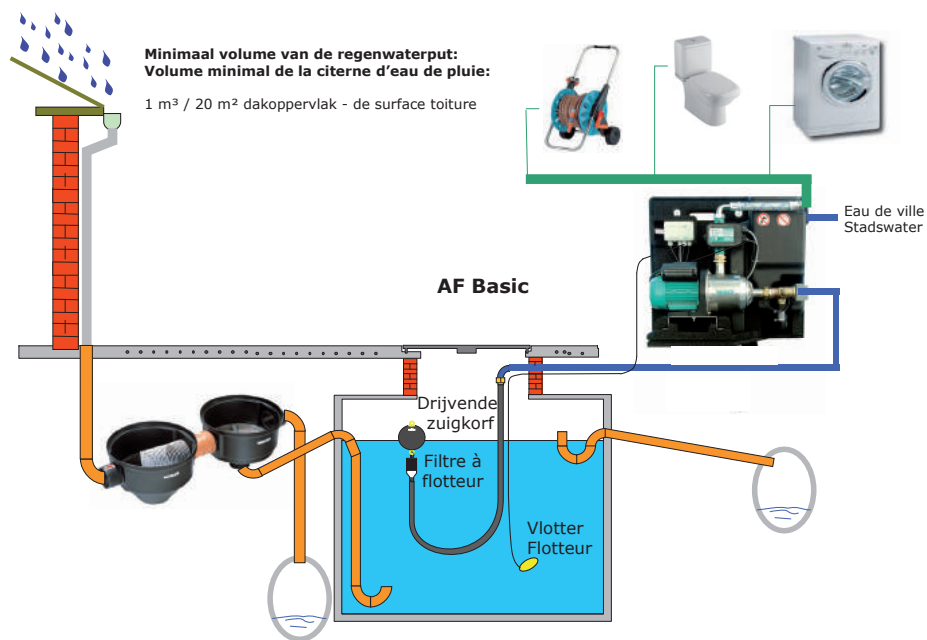 Minimaal volume van de regenwaterput:
Volume minimal de la citerne d'eau de pluie:
1 m³ / 20 m² dakoppervlak - de surface toiture
Eau de ville
Stadswater
AF Basic
Drijvende
zuigkorf
Filtre à
flotteur
Vlotter
Flotteur